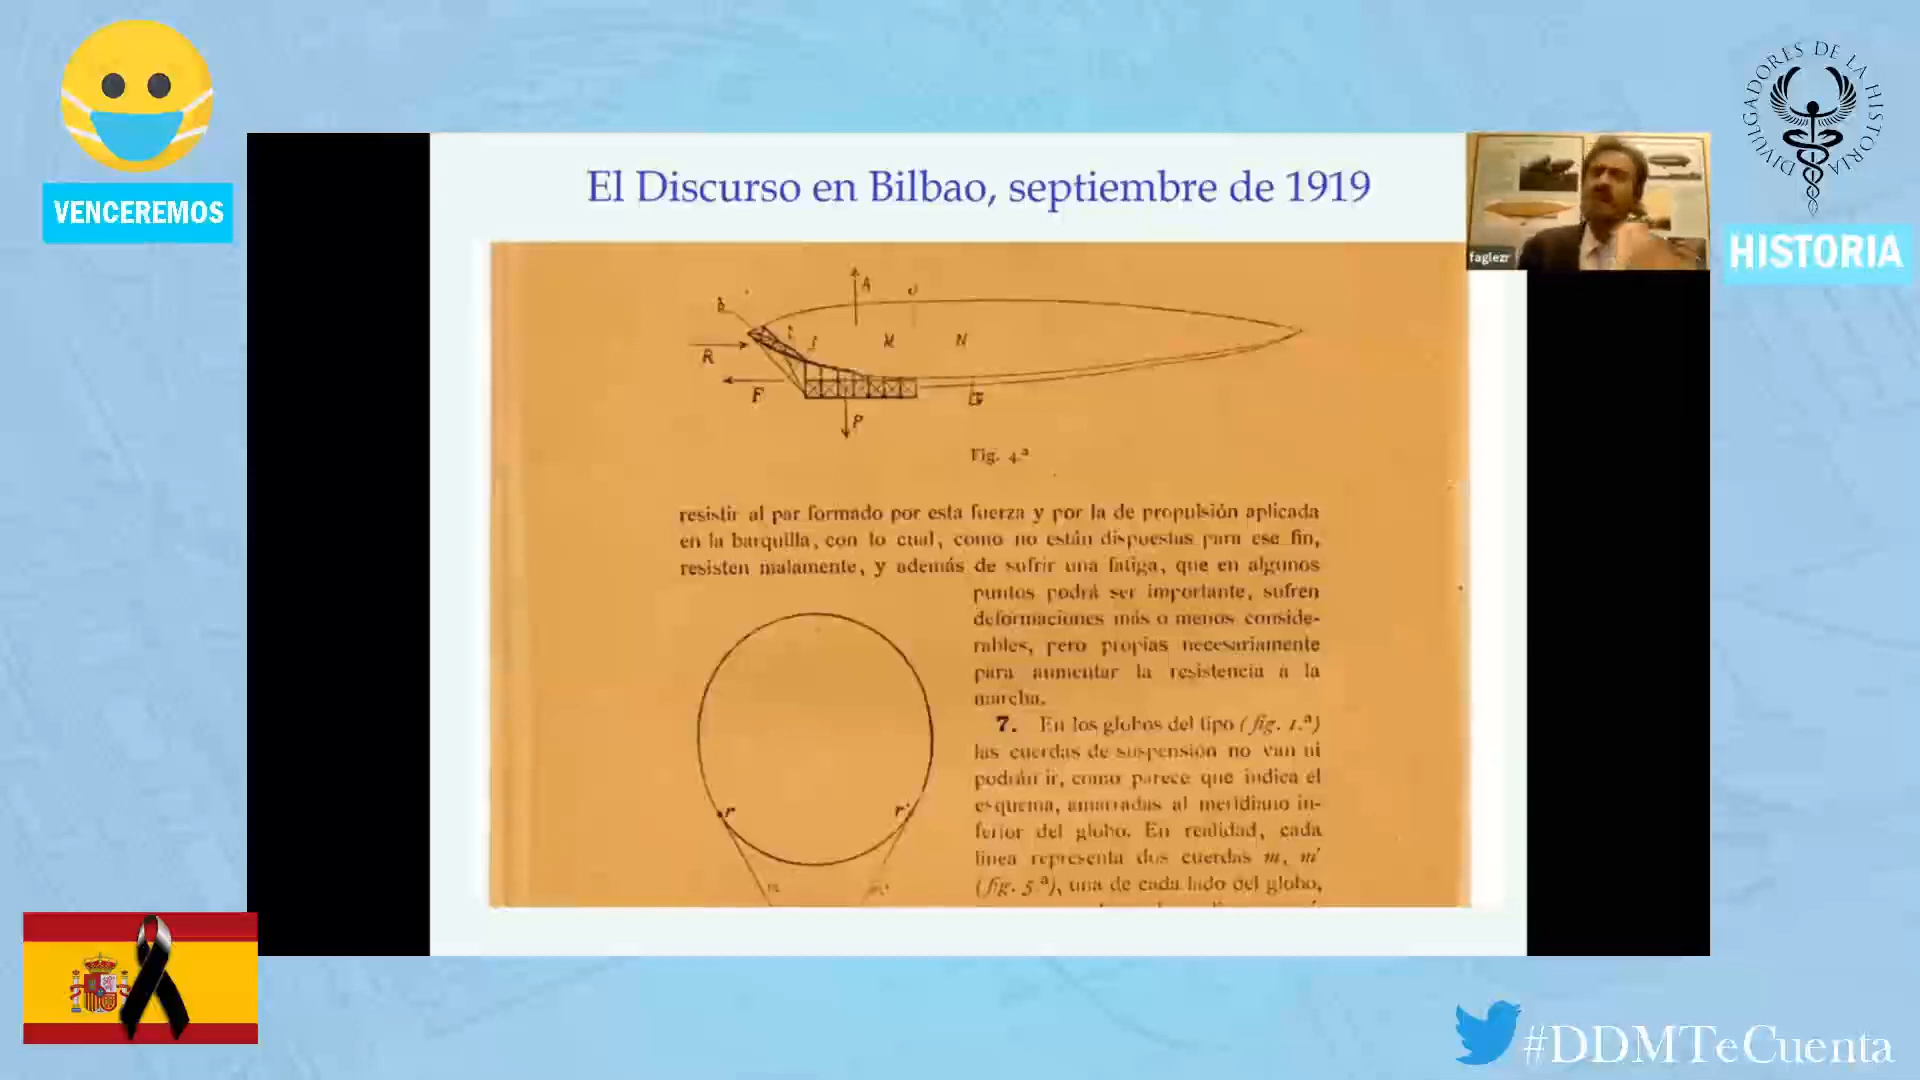 VENCEREMOS
DIVULGADORES DE LA HISTORIA
HISTORIA
faglezr
El Discurso en Bilbao, septiembre de 1919
b
A
J
R
M
N
F
G
P
Fig. 4.ª
resistir al par formado por esta fuerza y por la de propulsión aplicada
en la barquilla, con lo cual, como no están dispuestas para ese fin,
resisten malamente, y además de sufrir una fatiga, que en algunos
puntos podrá ser importante, sufren
deformaciones más o menos conside-
rables, pero propias necesariamente
para aumentar la resistencia a la
marcha.
7. En los globos del tipo (fig. 1.ª)
las cuerdas de suspensión no van ni
podrán ir, como parece que indica el
esquema, amarradas al meridiano in-
ferior del globo. En realidad, cada
línea representa dos cuerdas m, m'
(fig. 5.ª), una de cada lado del globo,
r r'
m m'
#DDMTeCuenta